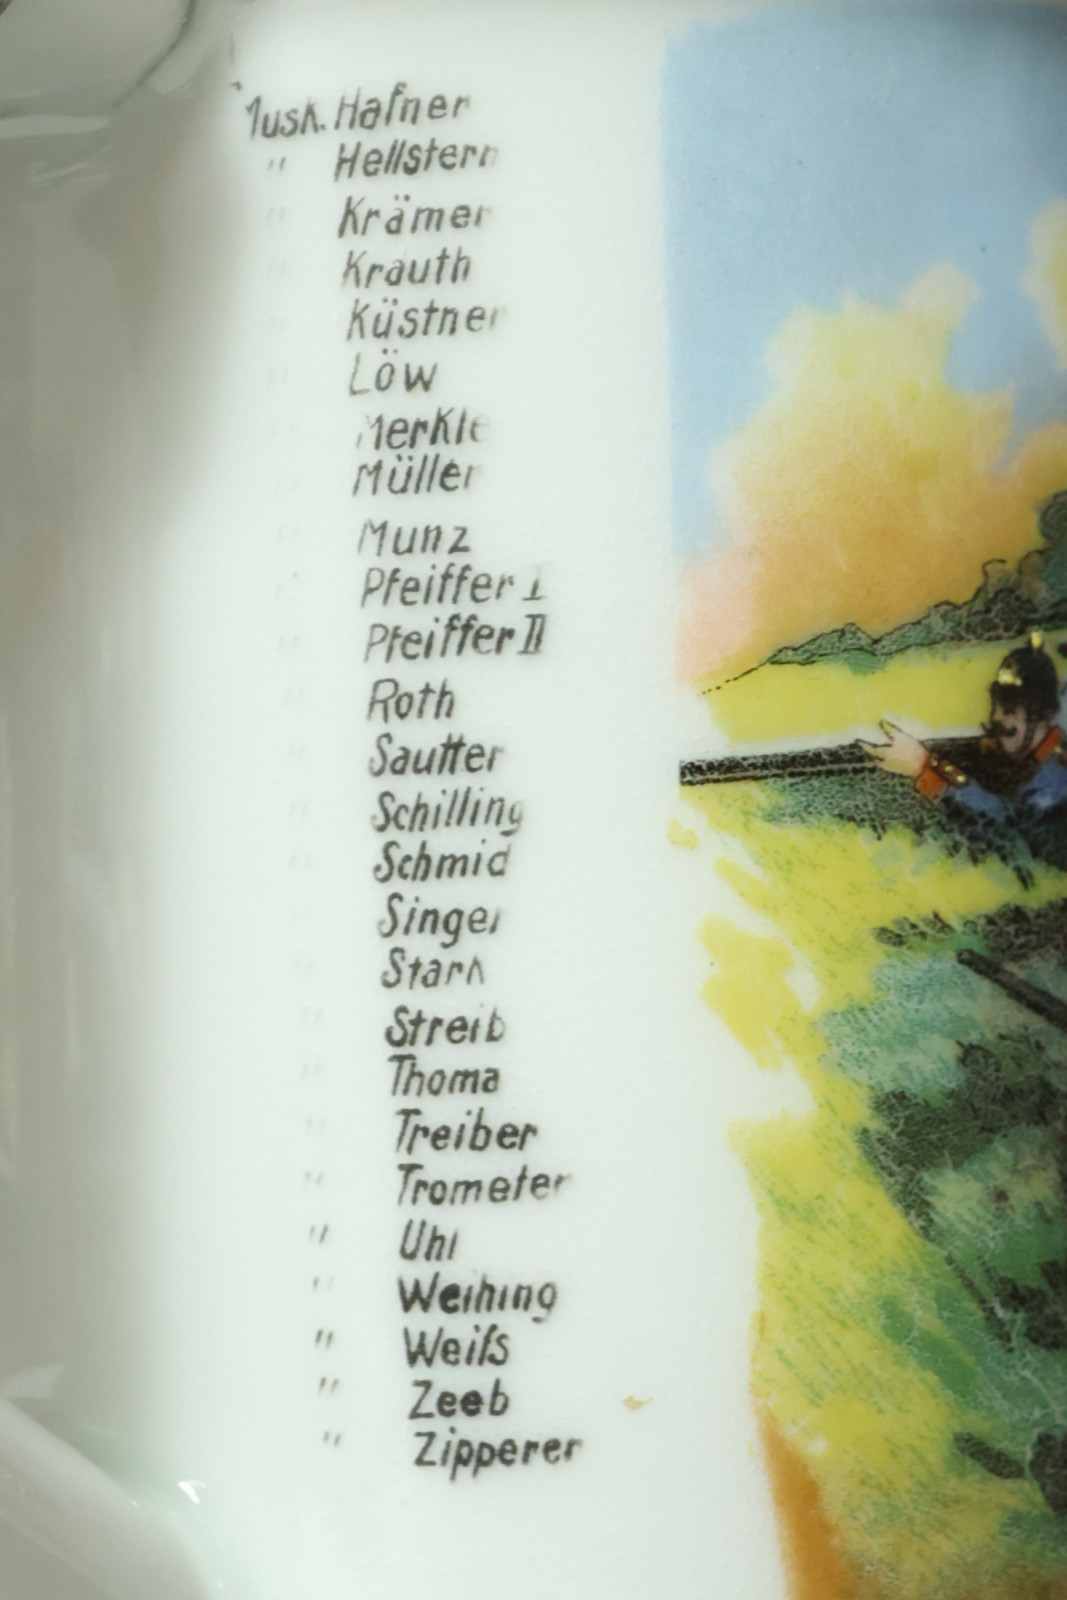 Musk. Hafner
" Hellstern
" Krämer
" Krauth
" Küstner
" Löw
" Merkle
" Müller
" Munz
" Pfeiffer I
" Pfeiffer II
" Roth
" Sautter
" Schilling
" Schmid
" Singer
" Stark
" Streib
" Thoma
" Treiber
" Trometer
" Uhl
" Weihing
" Weiſs
" Zeeb
" Zipperer